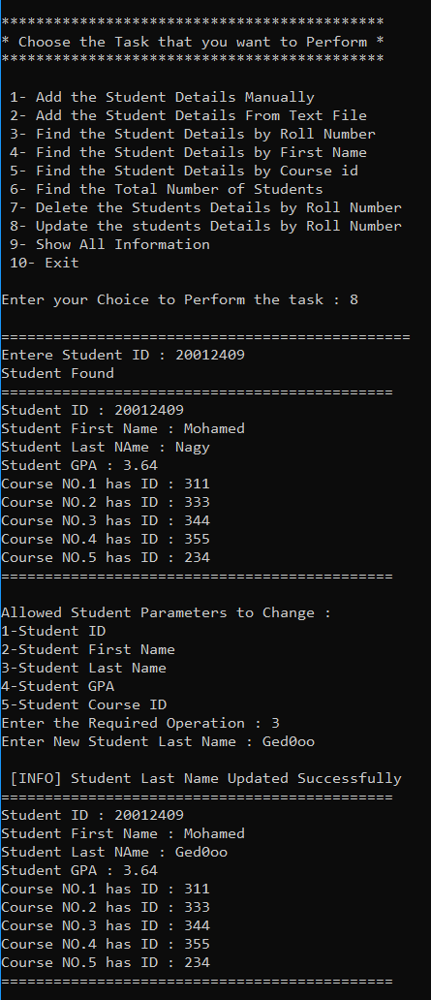 ********************************************
* Choose the Task that you want to Perform *
********************************************
1- Add the Student Details Manually
2- Add the Student Details From Text File
3- Find the Student Details by Roll Number
4- Find the Student Details by First Name
5- Find the Student Details by Course id
6- Find the Total Number of Students
7- Delete the Students Details by Roll Number
8- Update the students Details by Roll Number
9- Show All Information
10- Exit
Enter your Choice to Perform the task : 8
===============================================
Entere Student ID : 20012409
Student Found
=============================================
Student ID : 20012409
Student First Name : Mohamed
Student Last NAme : Nagy
Student GPA : 3.64
Course NO.1 has ID : 311
Course NO.2 has ID : 333
Course NO.3 has ID : 344
Course NO.4 has ID : 355
Course NO.5 has ID : 234
=============================================
Allowed Student Parameters to Change :
1-Student ID
2-Student First Name
3-Student Last Name
4-Student GPA
5-Student Course ID
Enter the Required Operation : 3
Enter New Student Last Name : Ged0oo
[INFO] Student Last Name Updated Successfully
=============================================
Student ID : 20012409
Student First Name : Mohamed
Student Last NAme : Ged0oo
Student GPA : 3.64
Course NO.1 has ID : 311
Course NO.2 has ID : 333
Course NO.3 has ID : 344
Course NO.4 has ID : 355
Course NO.5 has ID : 234
=============================================